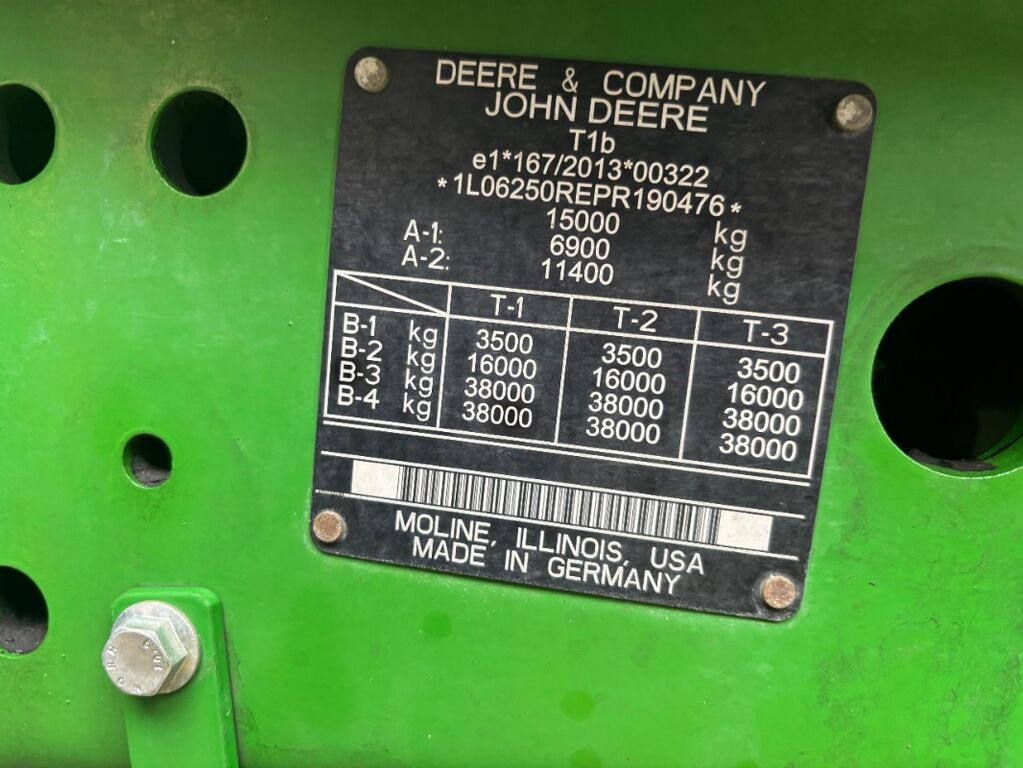 DEERE & COMPANY
JOHN DEERE
T1b
e1*167/2013*00322
*1L06250REPR190476*
15000 kg
A-1: 6900 kg
A-2: 11400 kg
T-1 T-2 T-3
B-1 kg 3500 3500 3500
B-2 kg 16000 16000 16000
B-3 kg 38000 38000 38000
B-4 kg 38000 38000 38000
MOLINE, ILLINOIS, USA
MADE IN GERMANY
10.9